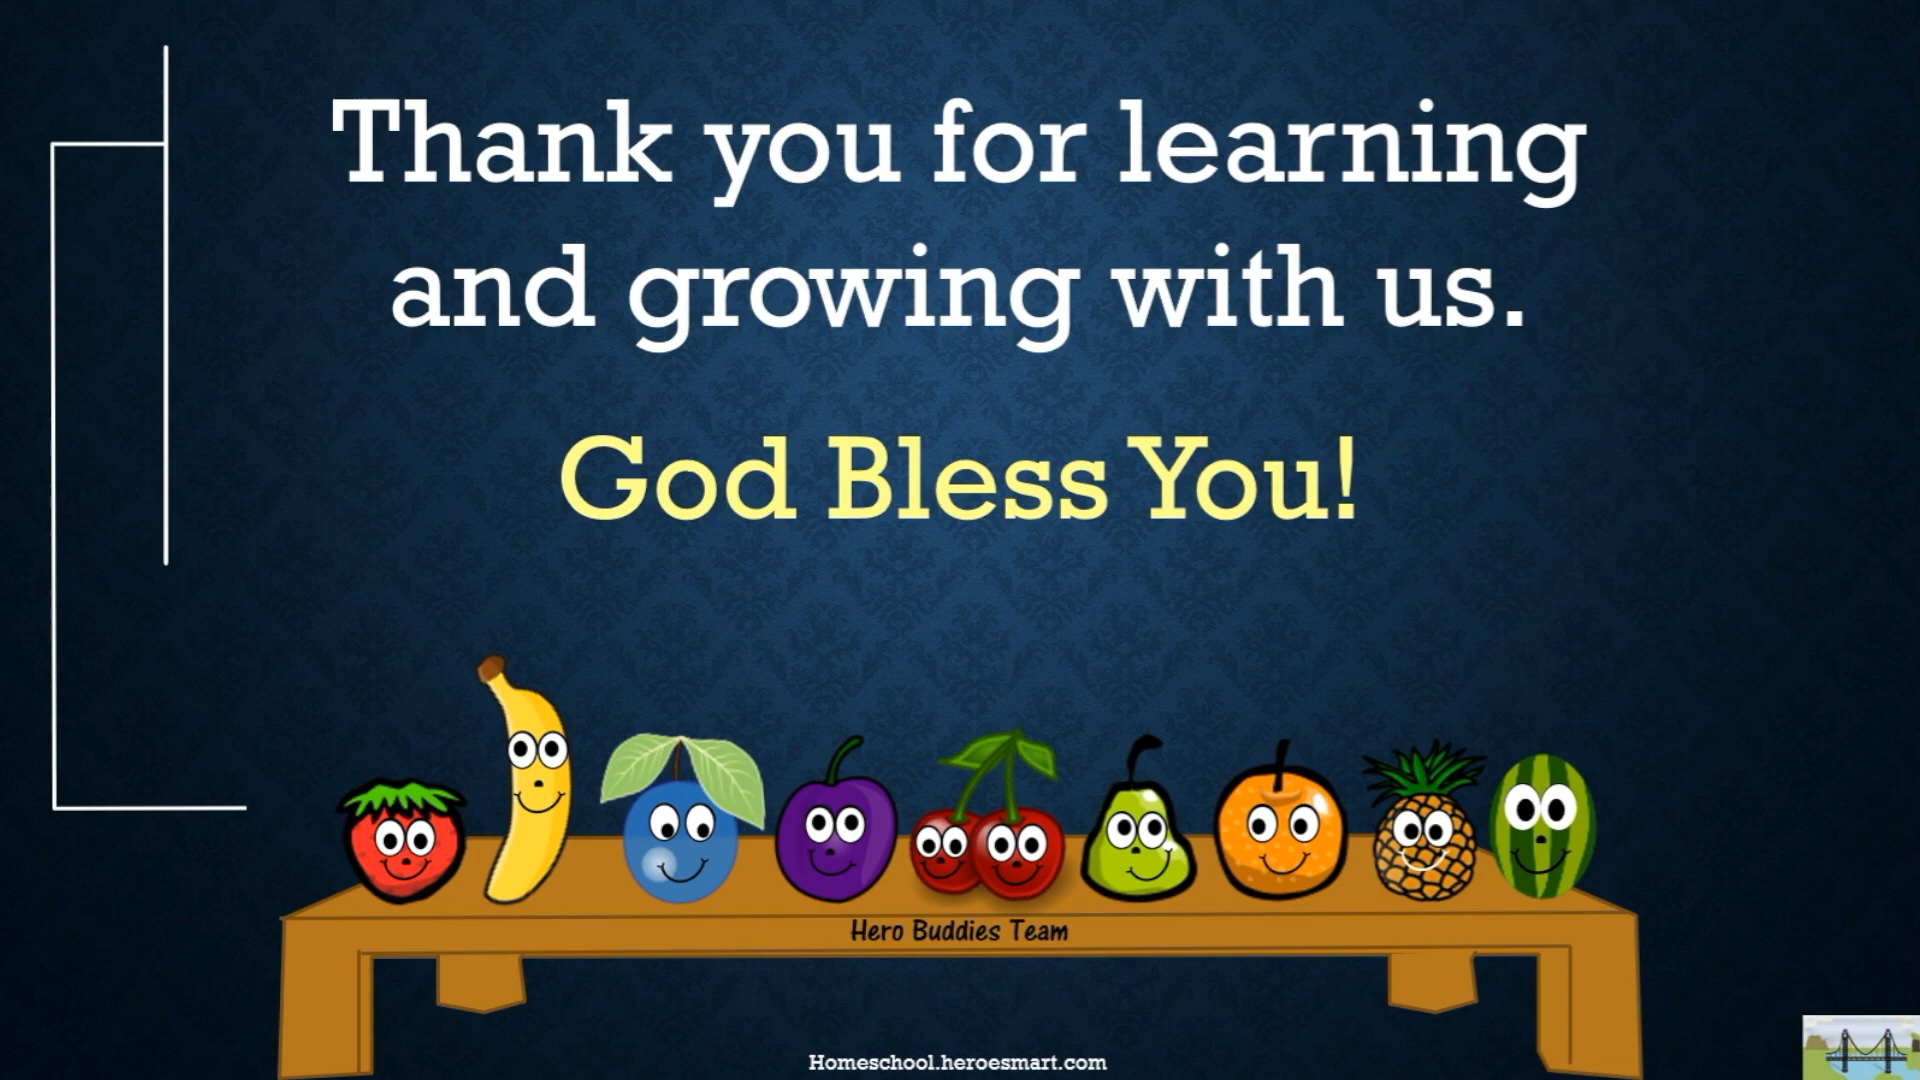 Thank you for learning
and growing with us.
God Bless You!
Hero Buddies Team
Homeschool.heroesmart.com